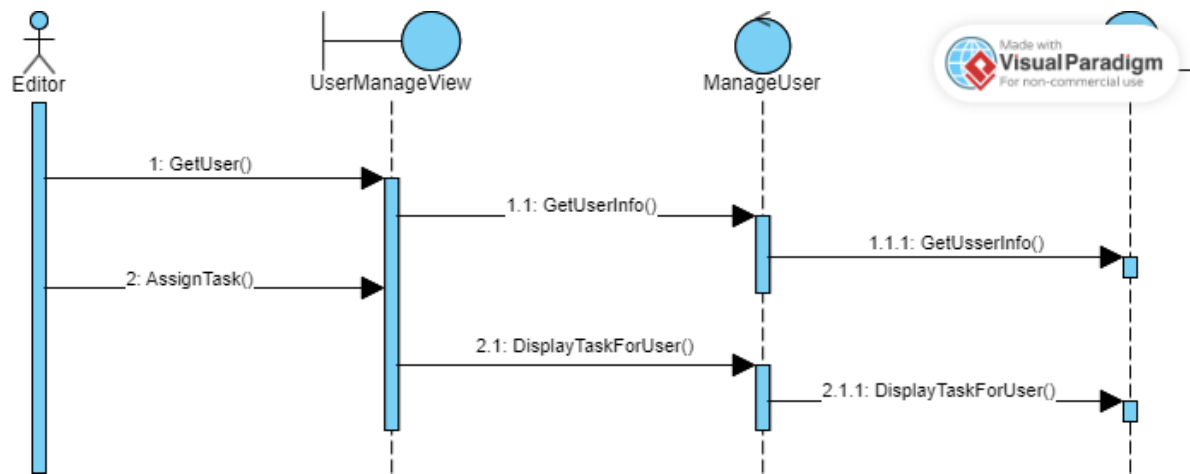 Made with
Visual Paradigm
For non-commercial use
Editor
UserManageView
ManageUser
1: GetUser()
1.1: GetUserInfo()
1.1.1: GetUsserInfo()
2: AssignTask()
2.1: DisplayTaskForUser()
2.1.1: DisplayTaskForUser()